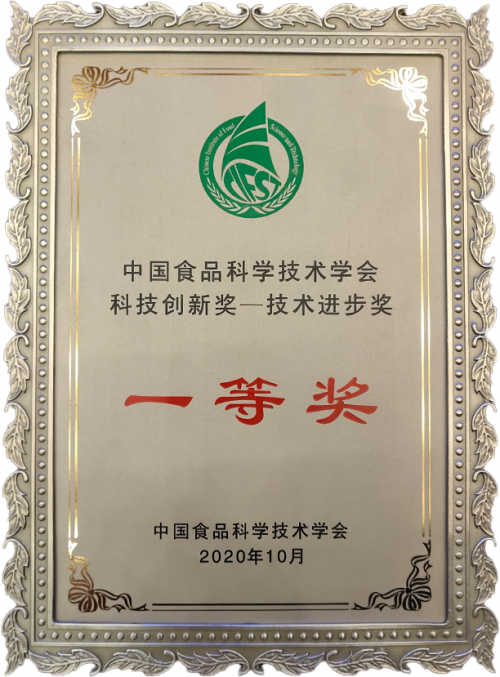 Chinese Institute of Food Science and Technology
CIFST
中国食品科学技术学会
科技创新奖—技术进步奖
一等奖
中国食品科学技术学会
2020年10月